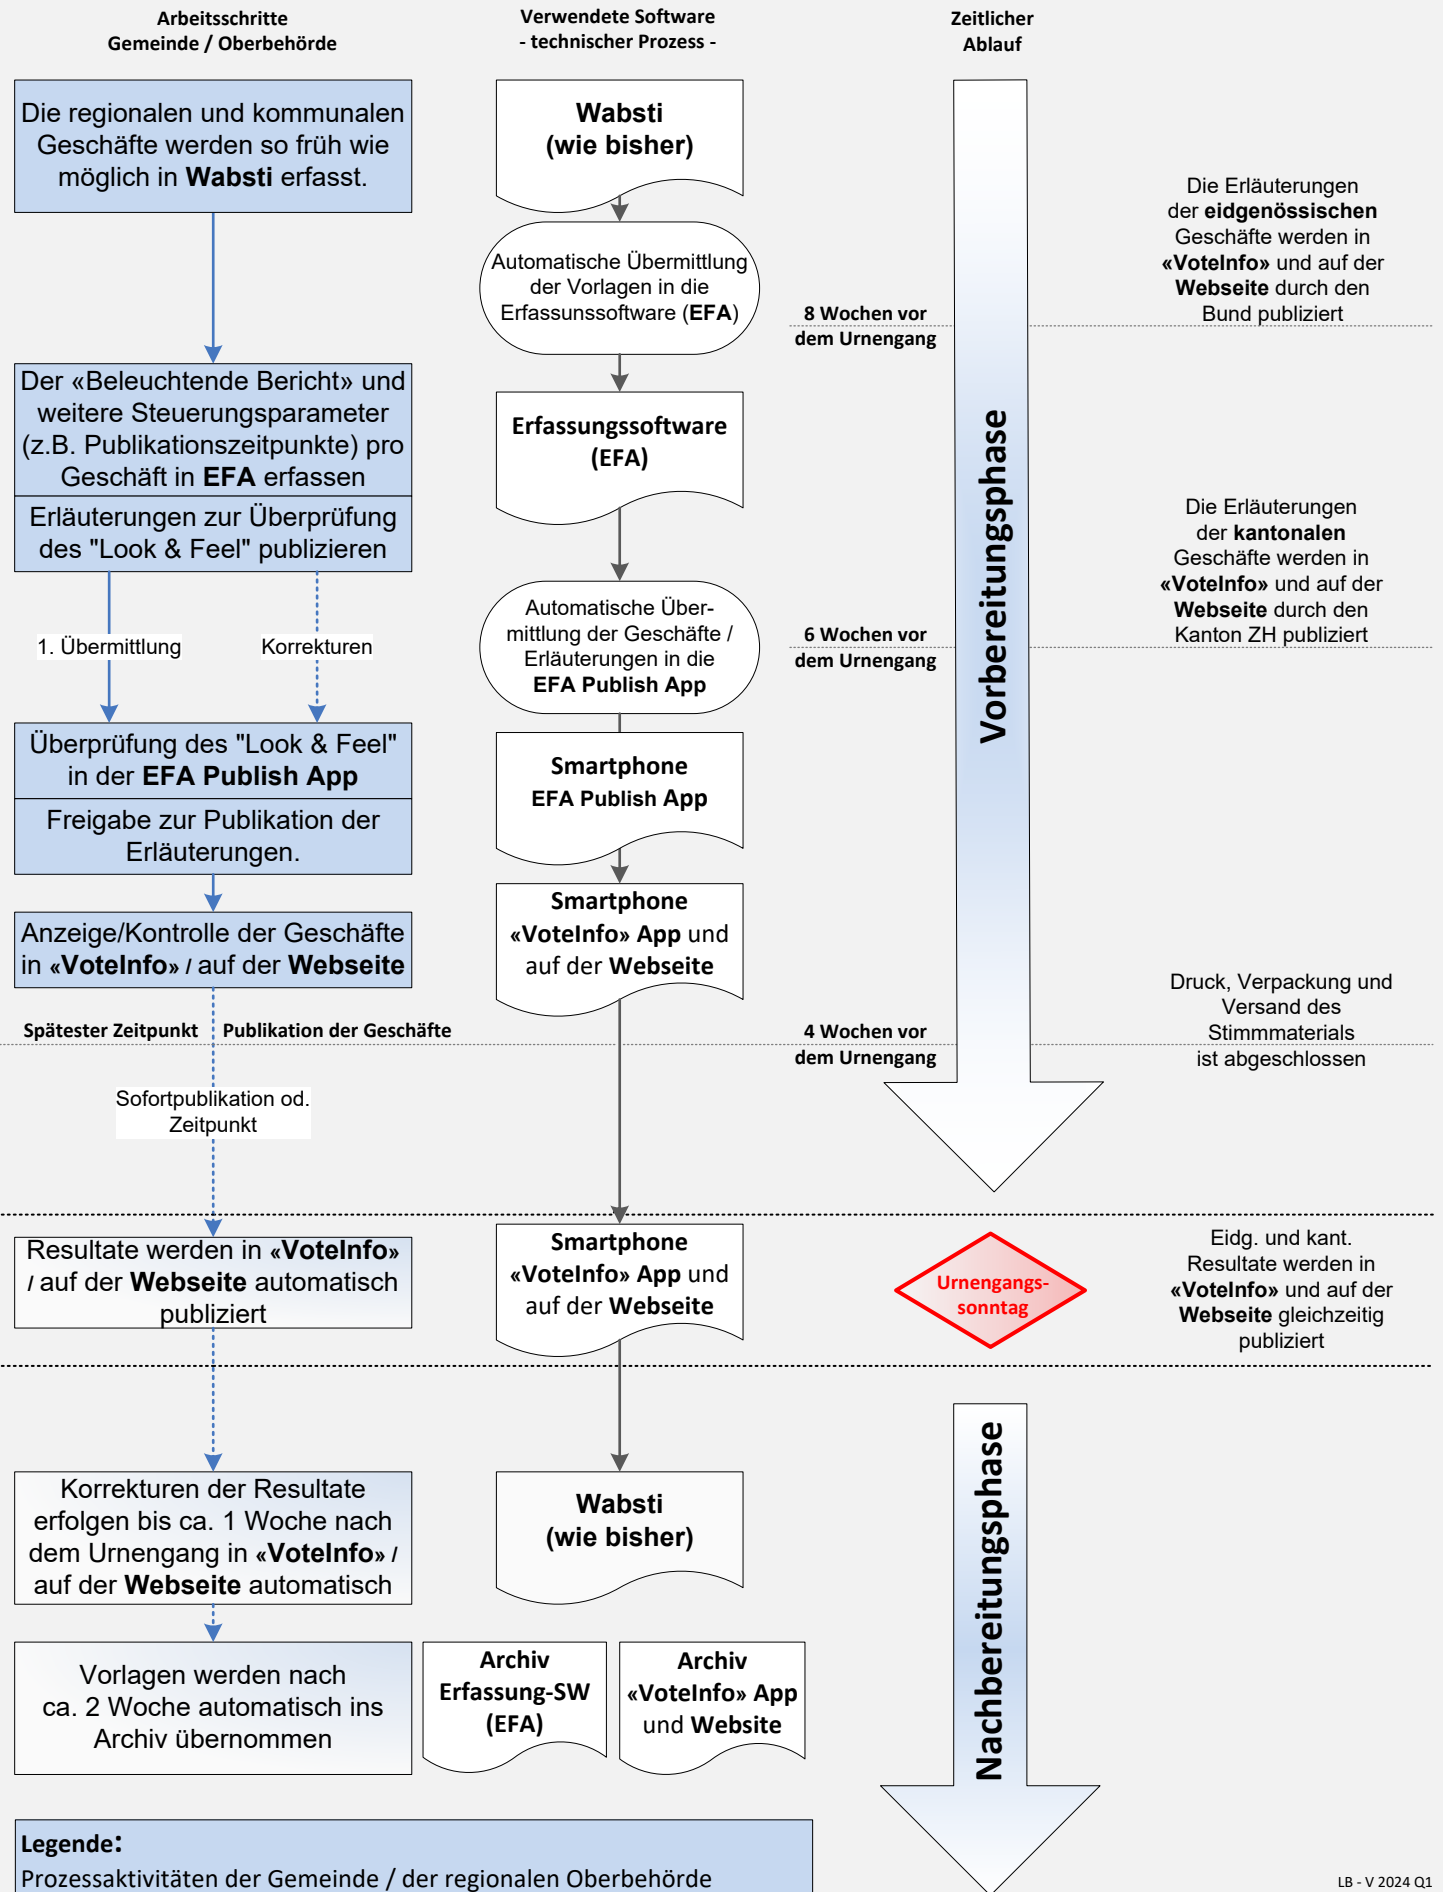 Arbeitsschritte
Gemeinde / Oberbehörde
Verwendete Software
- technischer Prozess -
Zeitlicher
Ablauf
Die regionalen und kommunalen
Geschäfte werden so früh wie
möglich in Wabsti erfasst.
Wabsti
(wie bisher)
Automatische Übermittlung
der Vorlagen in die
Erfassunssoftware (EFA)
8 Wochen vor
dem Urnengang
Die Erläuterungen
der eidgenössischen
Geschäfte werden in
«VoteInfo» und auf der
Webseite durch den
Bund publiziert
Der «Beleuchtende Bericht» und
weitere Steuerungsparameter
(z.B. Publikationszeitpunkte) pro
Geschäft in EFA erfassen
Erläuterungen zur Überprüfung
des "Look & Feel" publizieren
Erfassungssoftware
(EFA)
Vorbereitungsphase
Die Erläuterungen
der kantonalen
Geschäfte werden in
«VoteInfo» und auf der
Webseite durch den
Kanton ZH publiziert
1. Übermittlung
Korrekturen
Automatische Über-
mittlung der Geschäfte /
Erläuterungen in die
EFA Publish App
6 Wochen vor
dem Urnengang
Überprüfung des "Look & Feel"
in der EFA Publish App
Freigabe zur Publikation der
Erläuterungen.
Smartphone
EFA Publish App
Anzeige/Kontrolle der Geschäfte
in «VoteInfo» / auf der Webseite
Smartphone
«VoteInfo» App und
auf der Webseite
Spätester Zeitpunkt
Publikation der Geschäfte
4 Wochen vor
dem Urnengang
Druck, Verpackung und
Versand des
Stimmmaterials
ist abgeschlossen
Sofortpublikation od.
Zeitpunkt
Resultate werden in «VoteInfo»
/ auf der Webseite automatisch
publiziert
Smartphone
«VoteInfo» App und
auf der Webseite
Urnengangs-
sonntag
Eidg. und kant.
Resultate werden in
«VoteInfo» und auf der
Webseite gleichzeitig
publiziert
Korrekturen der Resultate
erfolgen bis ca. 1 Woche nach
dem Urnengang in «VoteInfo» /
auf der Webseite automatisch
Wabsti
(wie bisher)
Nachbereitungsphase
Vorlagen werden nach
ca. 2 Woche automatisch ins
Archiv übernommen
Archiv
Erfassung-SW
(EFA)
Archiv
«VoteInfo» App
und Website
Legende:
Prozessaktivitäten der Gemeinde / der regionalen Oberbehörde
LB - V 2024 Q1